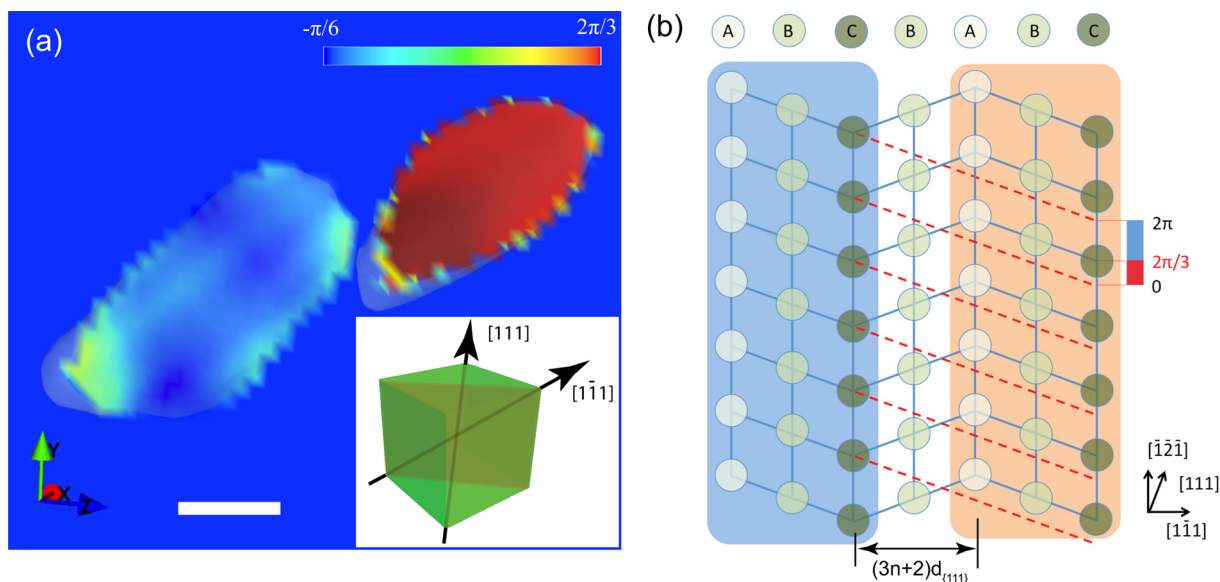 (a)
-π/6
2π/3
[111]
[11̄1]
Y
X
Z
(b)
A B C B A B C
2π
2π/3
0
[1̄2̄1̄]
[111]
[11̄1]
(3n+2)d{111}